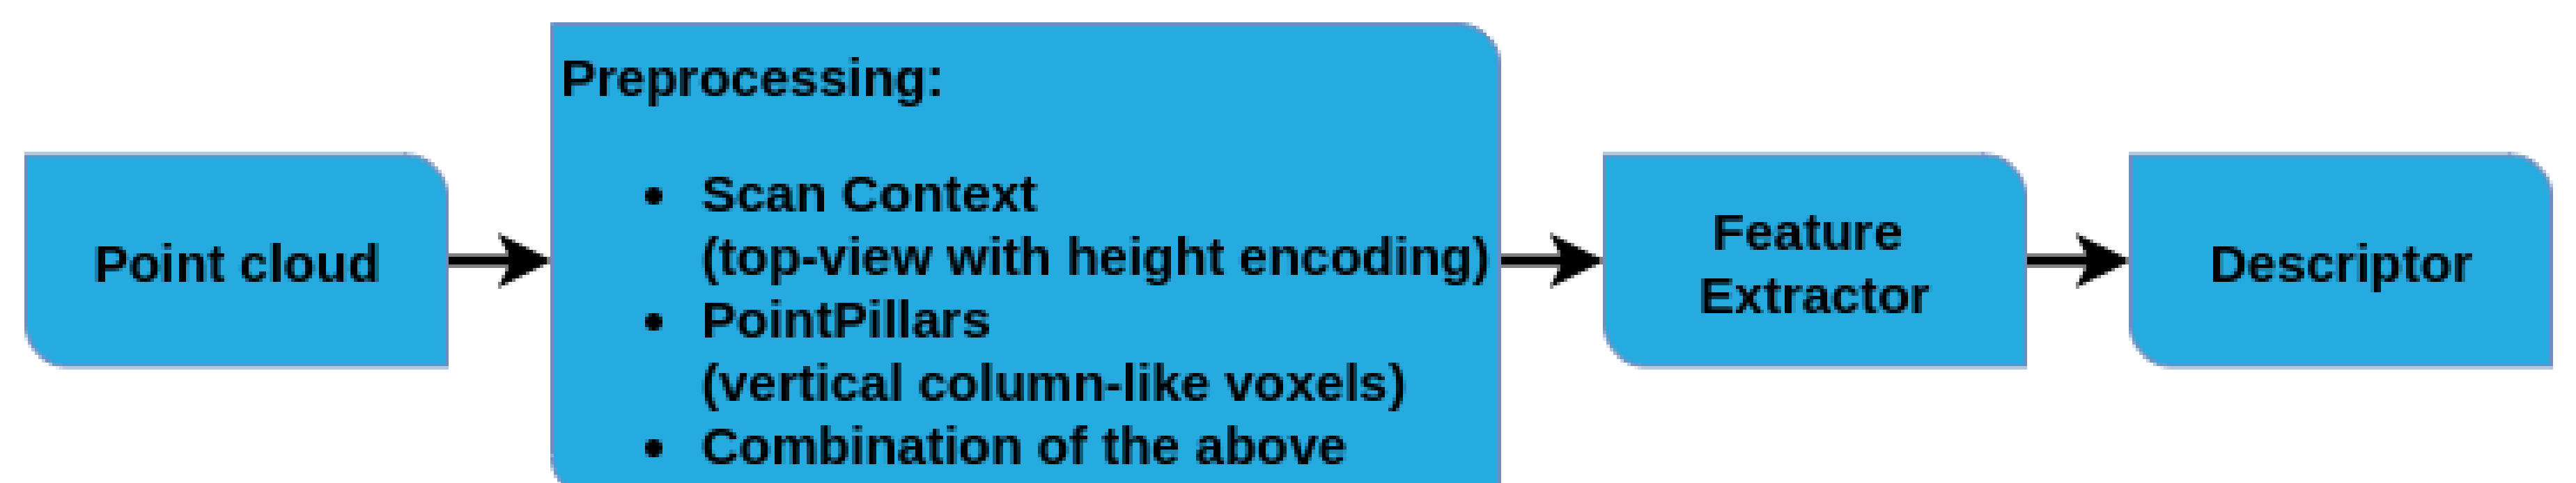 Point cloud
Preprocessing:
• Scan Context
(top-view with height encoding)
• PointPillars
(vertical column-like voxels)
• Combination of the above
Feature
Extractor
Descriptor